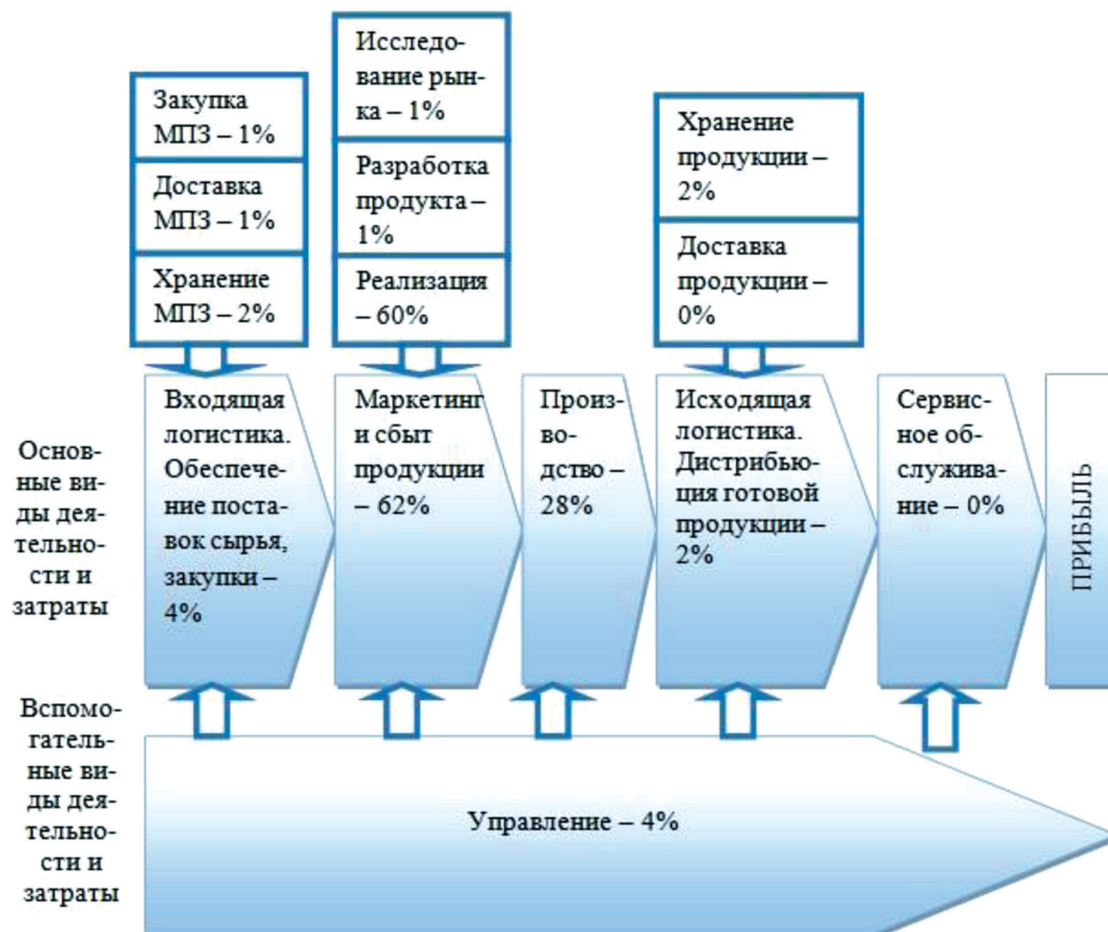 Закупка
МПЗ – 1%
Доставка
МПЗ – 1%
Хранение
МПЗ – 2%
Исследо-
вание рын-
ка – 1%
Разработка
продукта –
1%
Реализация
– 60%
Хранение
продукции –
2%
Доставка
продукции –
0%
Основ-
ные ви-
ды дея-
тельно-
сти и
затраты
Входящая
логистика.
Обеспече-
ние поста-
вок сырья,
закупки –
4%
Маркетинг
и сбыт
продукции
– 62%
Произ-
во-
дство –
28%
Исходящая
логистика.
Дистрибью-
ция готовой
продукции –
2%
Сервис-
ное об-
служива-
ние – 0%
ПРИБЫЛЬ
Вспомо-
гатель-
ные ви-
ды дея-
тельно-
сти и
затраты
Управление – 4%